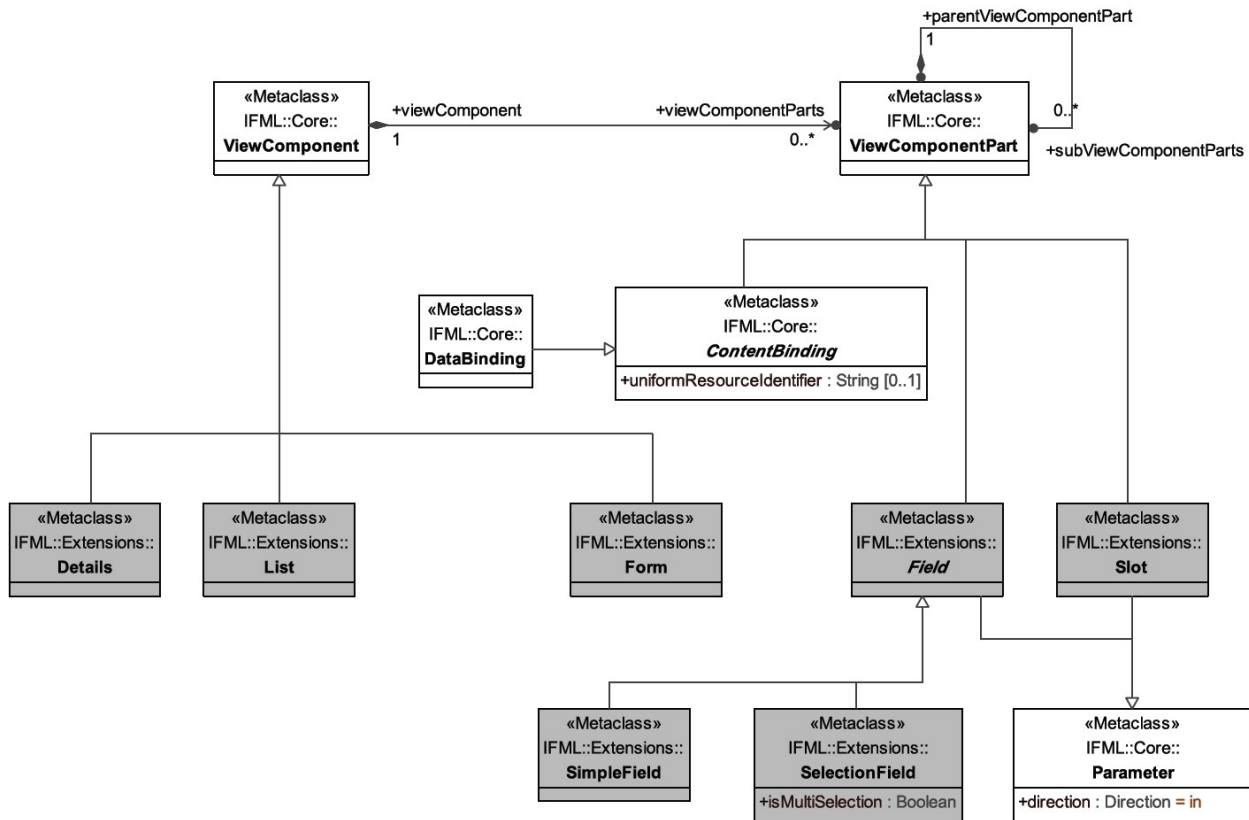 +parentViewComponentPart
1
«Metaclass»
IFML::Core::
ViewComponent
+viewComponent
1
+viewComponentParts
0..*
«Metaclass»
IFML::Core::
ViewComponentPart
0..*
+subViewComponentParts
«Metaclass»
IFML::Core::
DataBinding
«Metaclass»
IFML::Core::
ContentBinding
+uniformResourceIdentifier : String [0..1]
«Metaclass»
IFML::Extensions::
Details
«Metaclass»
IFML::Extensions::
List
«Metaclass»
IFML::Extensions::
Form
«Metaclass»
IFML::Extensions::
Field
«Metaclass»
IFML::Extensions::
Slot
«Metaclass»
IFML::Extensions::
SimpleField
«Metaclass»
IFML::Extensions::
SelectionField
+isMultiSelection : Boolean
«Metaclass»
IFML::Core::
Parameter
+direction : Direction = in